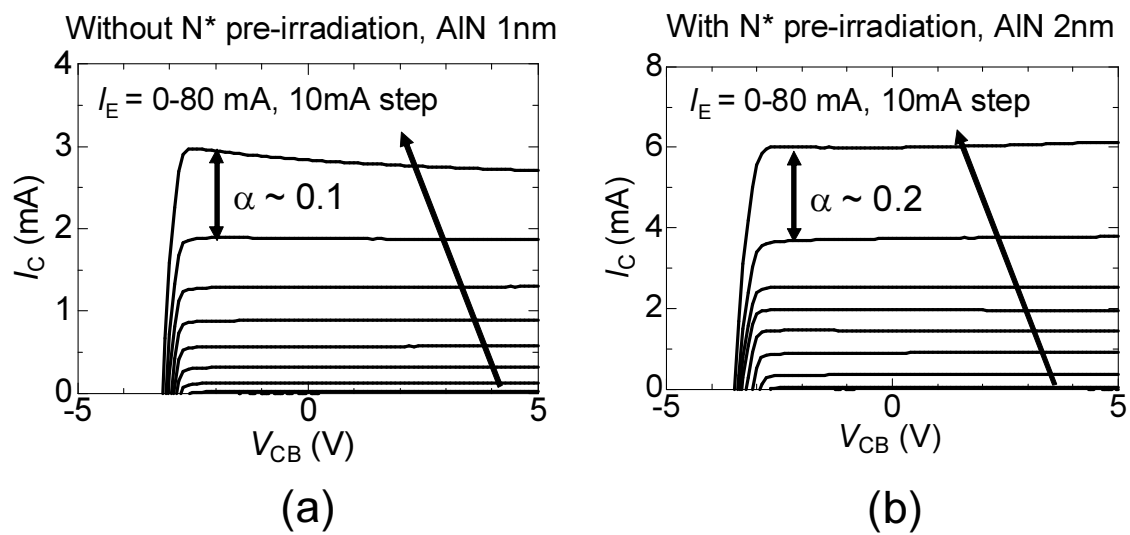 Without N* pre-irradiation, AlN 1nm
4
3
2
1
0
I_E = 0-80 mA, 10mA step
α ~ 0.1
I_C (mA)
-5
0
5
V_CB (V)
(a)
With N* pre-irradiation, AlN 2nm
8
6
4
2
0
I_E = 0-80 mA, 10mA step
α ~ 0.2
I_C (mA)
-5
0
5
V_CB (V)
(b)